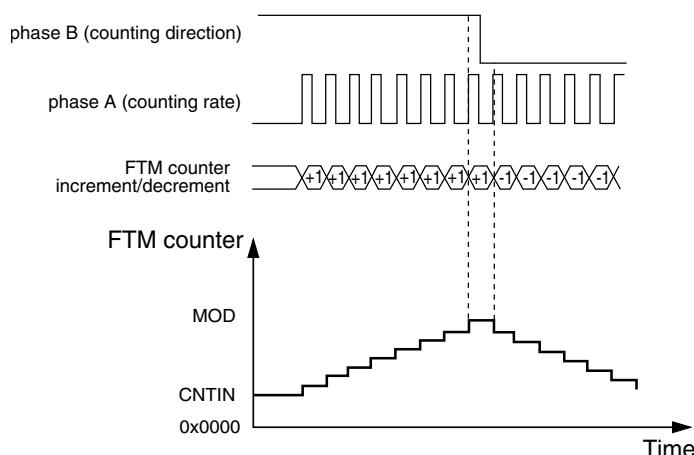 phase B (counting direction)
phase A (counting rate)
FTM counter
increment/decrement
+1 +1 +1 +1 +1 +1 +1 +1 -1 -1 -1 -1 -1
FTM counter
MOD
CNTIN
0x0000
Time